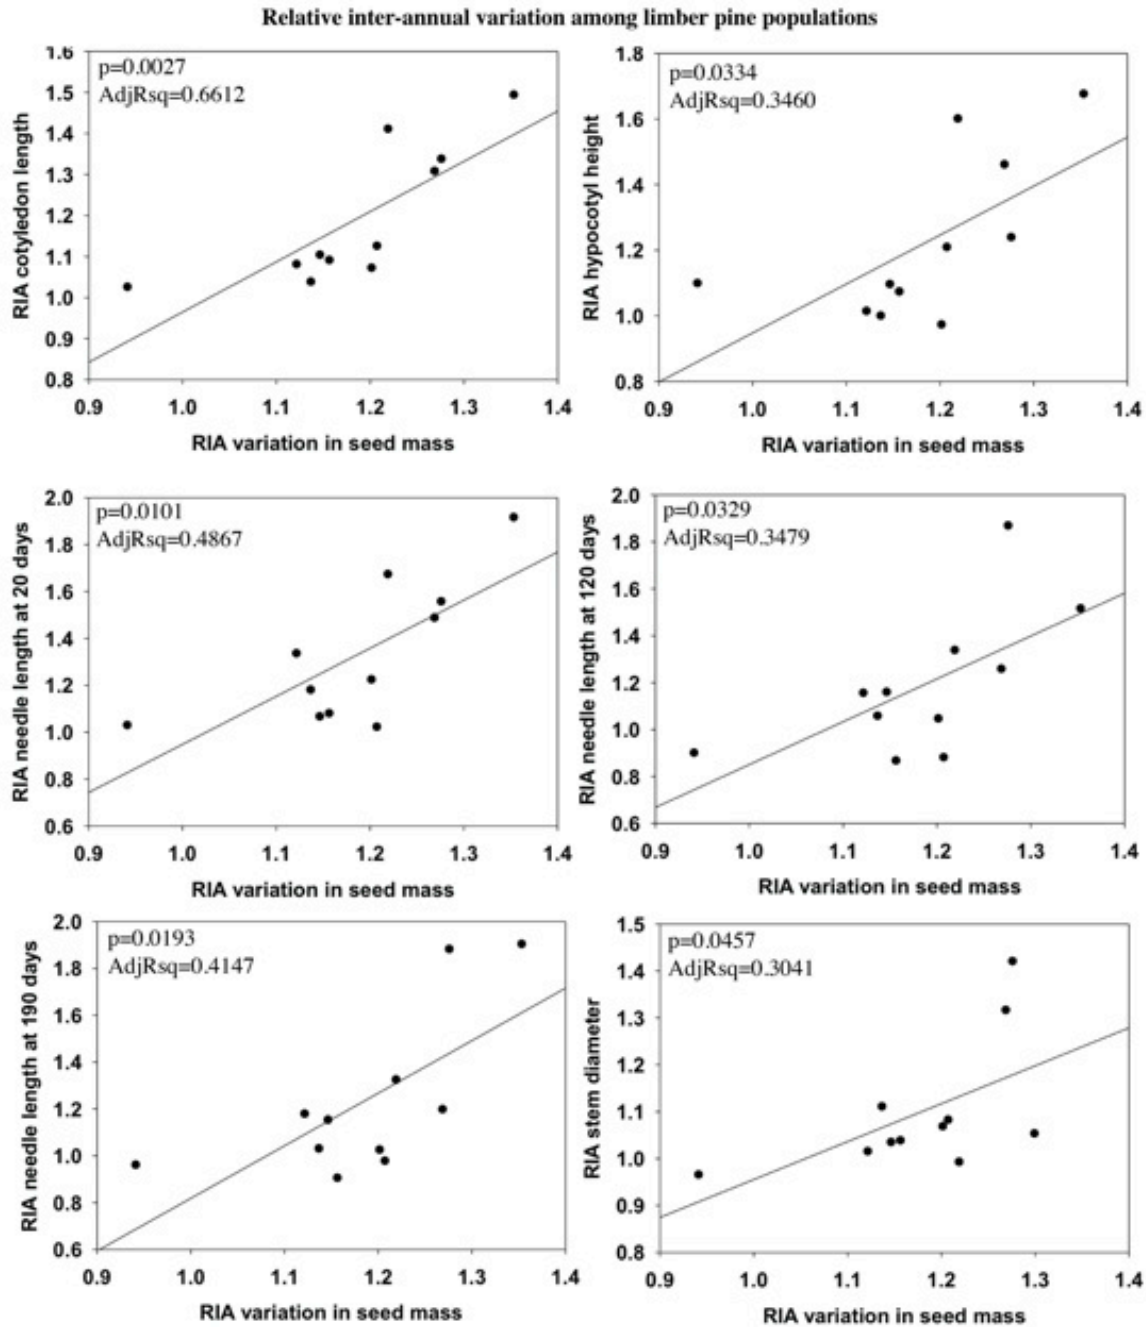 Relative inter-annual variation among limber pine populations
p=0.0027
AdjRsq=0.6612
RIA cotyledon length
1.6
1.5
1.4
1.3
1.2
1.1
1.0
0.9
0.8
0.9 1.0 1.1 1.2 1.3 1.4
RIA variation in seed mass
p=0.0334
AdjRsq=0.3460
RIA hypocotyl height
1.8
1.6
1.4
1.2
1.0
0.8
0.9 1.0 1.1 1.2 1.3 1.4
RIA variation in seed mass
p=0.0101
AdjRsq=0.4867
RIA needle length at 20 days
2.0
1.8
1.6
1.4
1.2
1.0
0.8
0.6
0.9 1.0 1.1 1.2 1.3 1.4
RIA variation in seed mass
p=0.0329
AdjRsq=0.3479
RIA needle length at 120 days
2.0
1.8
1.6
1.4
1.2
1.0
0.8
0.6
0.9 1.0 1.1 1.2 1.3 1.4
RIA variation in seed mass
p=0.0193
AdjRsq=0.4147
RIA needle length at 190 days
2.0
1.8
1.6
1.4
1.2
1.0
0.8
0.6
0.9 1.0 1.1 1.2 1.3 1.4
RIA variation in seed mass
p=0.0457
AdjRsq=0.3041
RIA stem diameter
1.5
1.4
1.3
1.2
1.1
1.0
0.9
0.8
0.9 1.0 1.1 1.2 1.3 1.4
RIA variation in seed mass